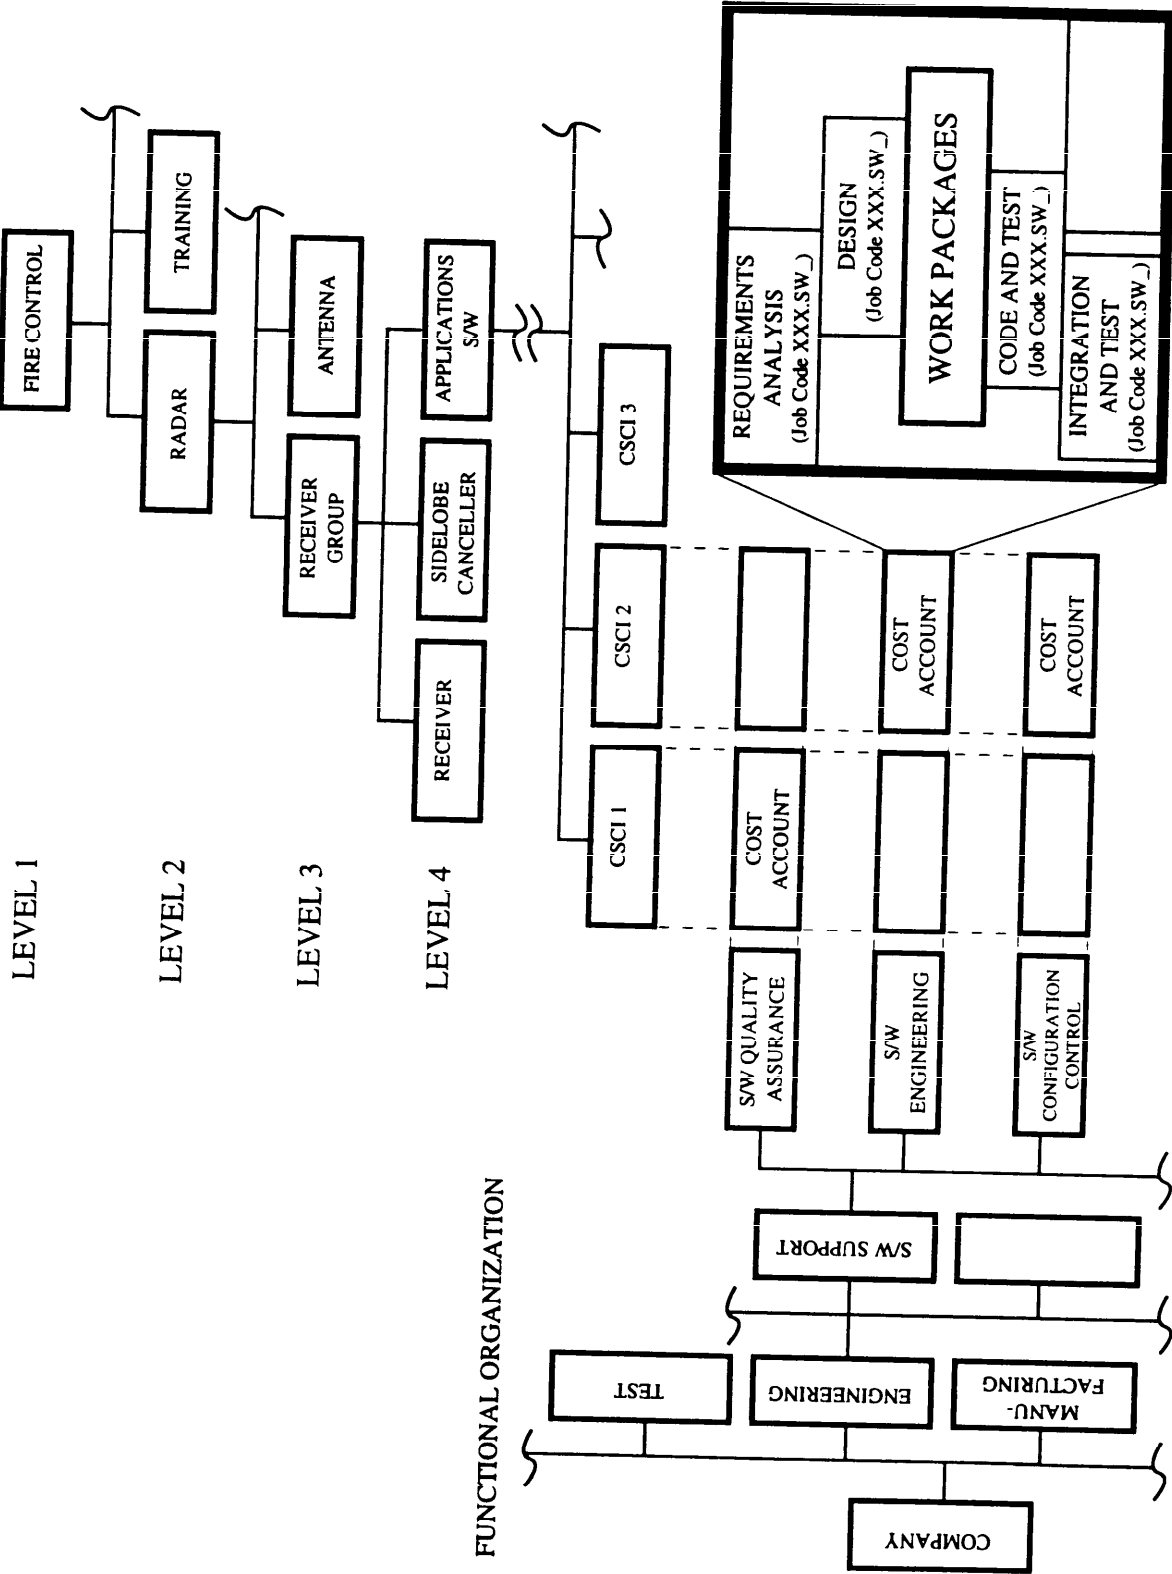 LEVEL 1
FIRE CONTROL
LEVEL 2
RADAR
TRAINING
LEVEL 3
RECEIVER
GROUP
ANTENNA
LEVEL 4
RECEIVER
SIDELOBE
CANCELLER
APPLICATIONS
S/W
FUNCTIONAL ORGANIZATION
CSCI 1
CSCI 2
CSCI 3
COMPANY
TEST
ENGINEERING
MANU-
FACTURING
S/W SUPPORT
S/W QUALITY
ASSURANCE
COST
ACCOUNT
S/W
ENGINEERING
COST
ACCOUNT
S/W
CONFIGURATION
CONTROL
COST
ACCOUNT
REQUIREMENTS
ANALYSIS
(Job Code XXX.SW_)
DESIGN
(Job Code XXX.SW_)
WORK PACKAGES
CODE AND TEST
(Job Code XXX.SW_)
INTEGRATION
AND TEST
(Job Code XXX.SW_)